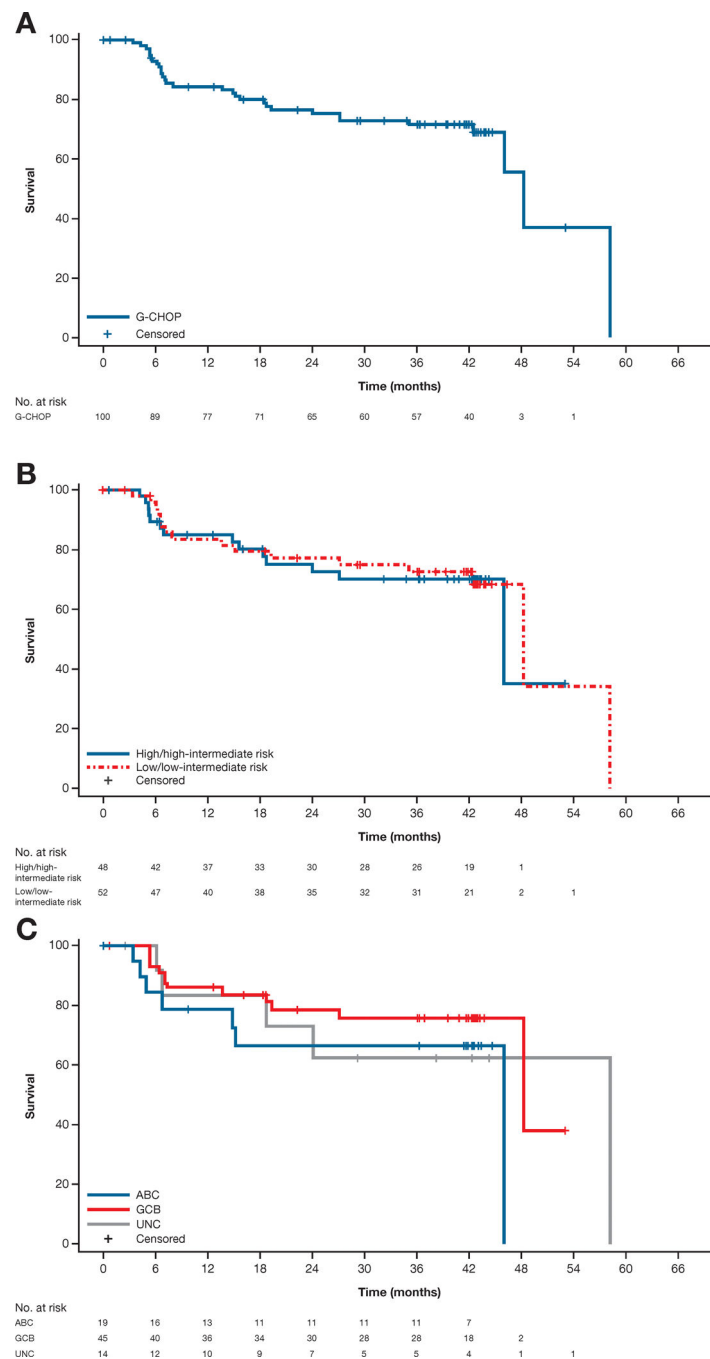 A
100
80
60
40
20
0
Survival
G-CHOP
Censored
0 6 12 18 24 30 36 42 48 54 60 66
Time (months)
No. at risk
G-CHOP 100 89 77 71 65 60 57 40 3 1
B
100
80
60
40
20
0
Survival
High/high-intermediate risk
Low/low-intermediate risk
Censored
0 6 12 18 24 30 36 42 48 54 60 66
Time (months)
No. at risk
High/high-
intermediate risk 48 42 37 33 30 28 26 19 1
Low/low-
intermediate risk 52 47 40 38 35 32 31 21 2 1
C
100
80
60
40
20
0
Survival
ABC
GCB
UNC
Censored
0 6 12 18 24 30 36 42 48 54 60 66
Time (months)
No. at risk
ABC 19 16 13 11 11 11 11 7
GCB 45 40 36 34 30 28 28 18 2
UNC 14 12 10 9 7 5 5 4 1 1